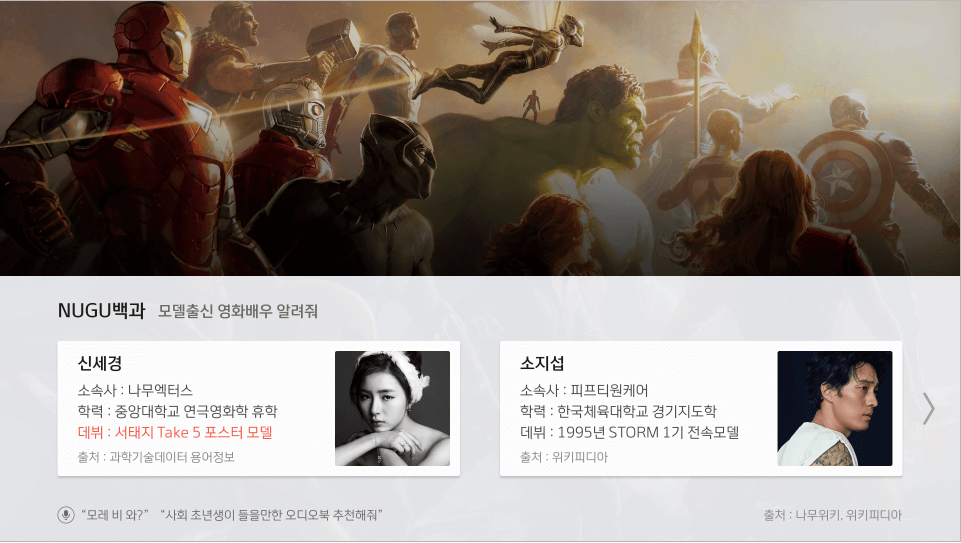 NUGU백과 모델출신 영화배우 알려줘
신세경
소속사 : 나무엑터스
학력 : 중앙대학교 연극영화학 휴학
데뷔 : 서태지 Take 5 포스터 모델
출처 : 과학기술데이터 용어정보
소지섭
소속사 : 피프티원케어
학력 : 한국체육대학교 경기지도학
데뷔 : 1995년 STORM 1기 전속모델
출처 : 위키피디아
“모레 비 와?” “사회 초년생이 들을만한 오디오북 추천해줘”
출처 : 나무위키, 위키피디아